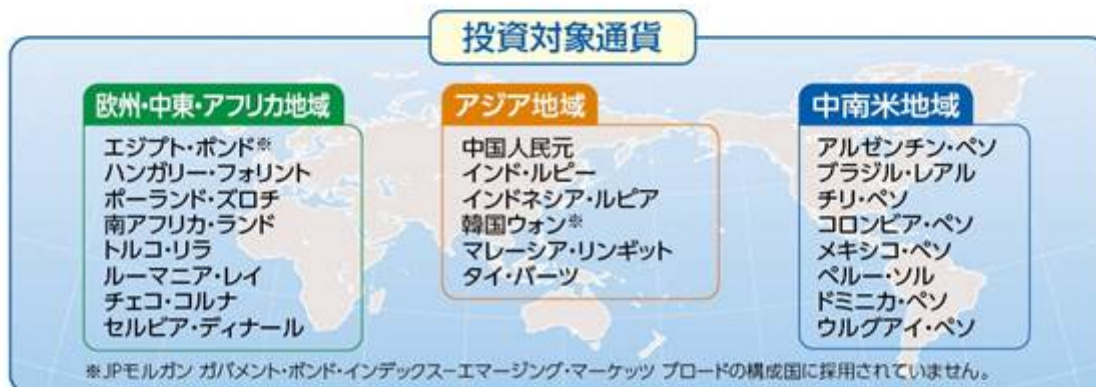 投資対象通貨
欧州・中東・アフリカ地域
エジプト・ポンド※
ハンガリー・フォリント
ポーランド・ズロチ
南アフリカ・ランド
トルコ・リラ
ルーマニア・レイ
チェコ・コルナ
セルビア・ディナール
アジア地域
中国人民元
インド・ルピー
インドネシア・ルピア
韓国ウォン※
マレーシア・リンギット
タイ・バーツ
中南米地域
アルゼンチン・ペソ
ブラジル・レアル
チリ・ペソ
コロンビア・ペソ
メキシコ・ペソ
ペルー・ソル
ドミニカ・ペソ
ウルグアイ・ペソ
※JPモルガン ガバメント・ボンド・インデックス-エマージング・マーケッツ ブロードの構成国に採用されていません。